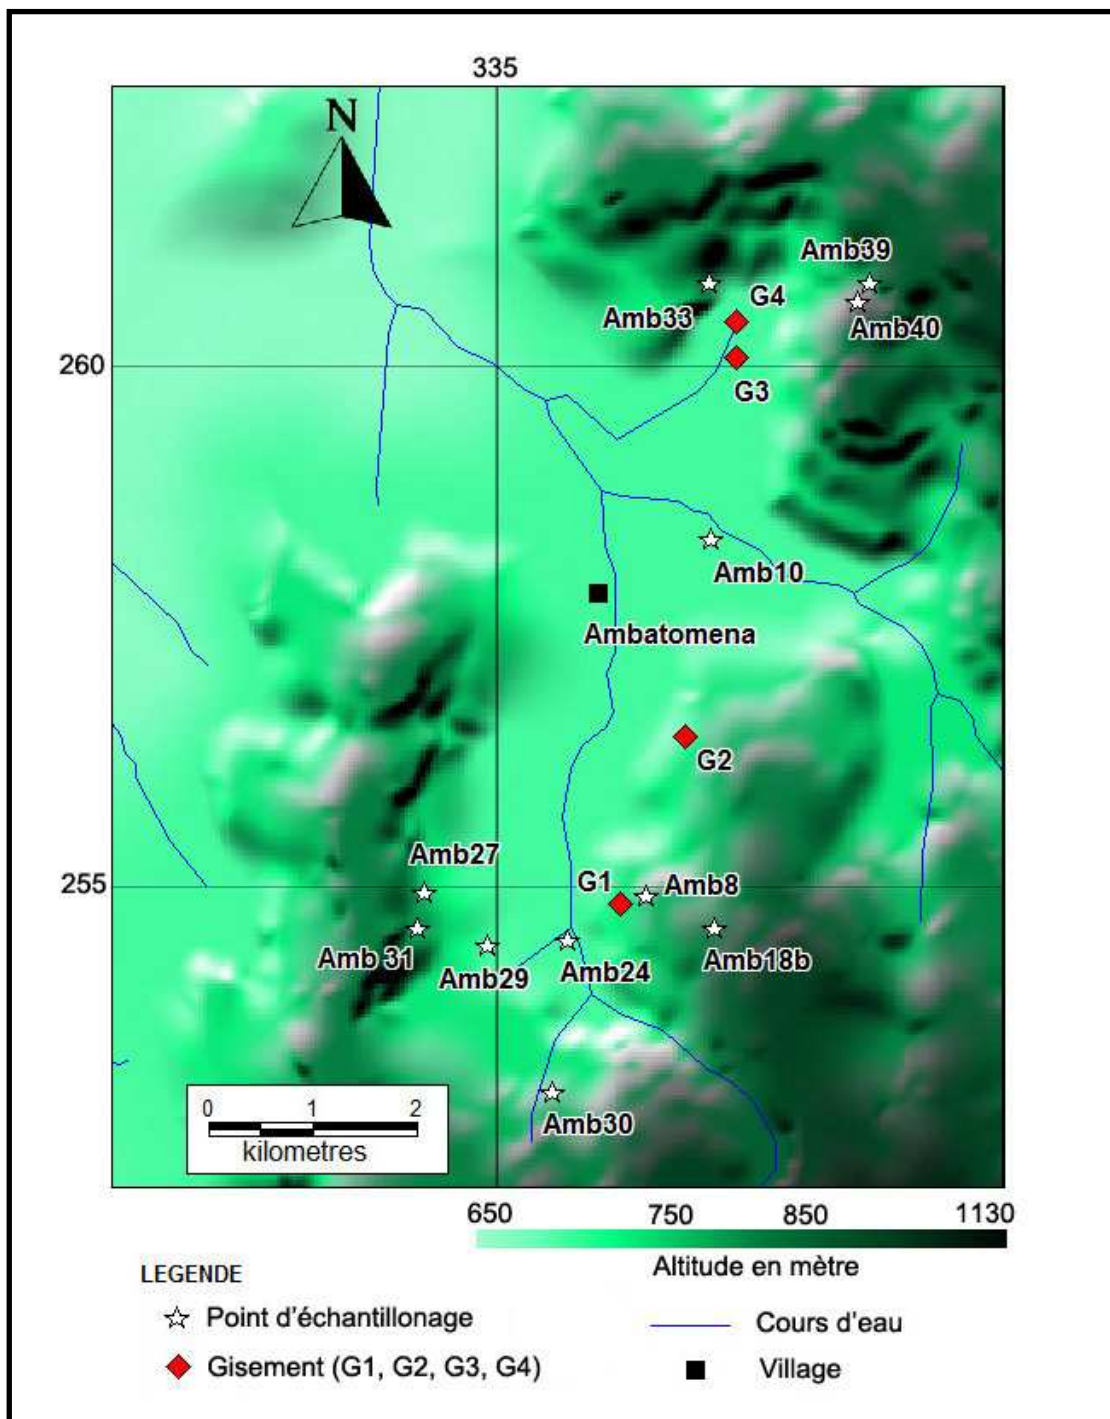 335
N
Amb39
G4
Amb33
Amb40
260
G3
Amb10
Ambatomena
G2
Amb27
255
G1
Amb8
Amb 31
Amb29
Amb24
Amb18b
0 1 2
kilometres
Amb30
650 750 850 1130
Altitude en mètre
LEGENDE
Point d'échantillonage
Cours d'eau
Gisement (G1, G2, G3, G4)
Village